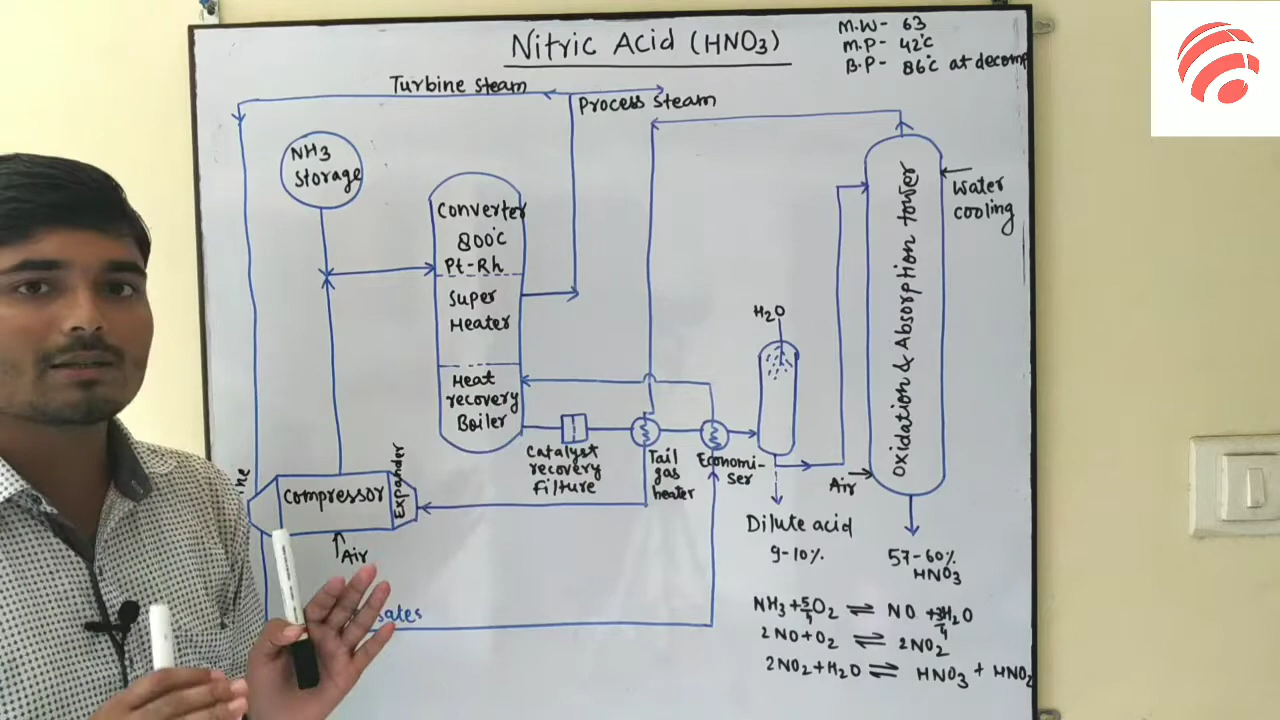 Nitric Acid (HNO3)
M.W- 63
M.P- 42°C
B.P- 86°C at decomp
Turbine steam
Process steam
NH3
Storage
Converter
800°C
Pt-Rh
Super
Heater
Heat
recovery
Boiler
Water
cooling
Oxidation & Absorption tower
H2O
Catalyst
recovery
Filture
Tail
gas
heater
Economi-
ser
Air
Compressor
Expander
Air
Dilute acid
9-10%
57-60%
HNO3
NH3 + 5/4 O2 ⇌ NO + 3/4 H2O
2NO+O2 ⇌ 2NO2
2NO2+H2O ⇌ HNO3 + HNO2